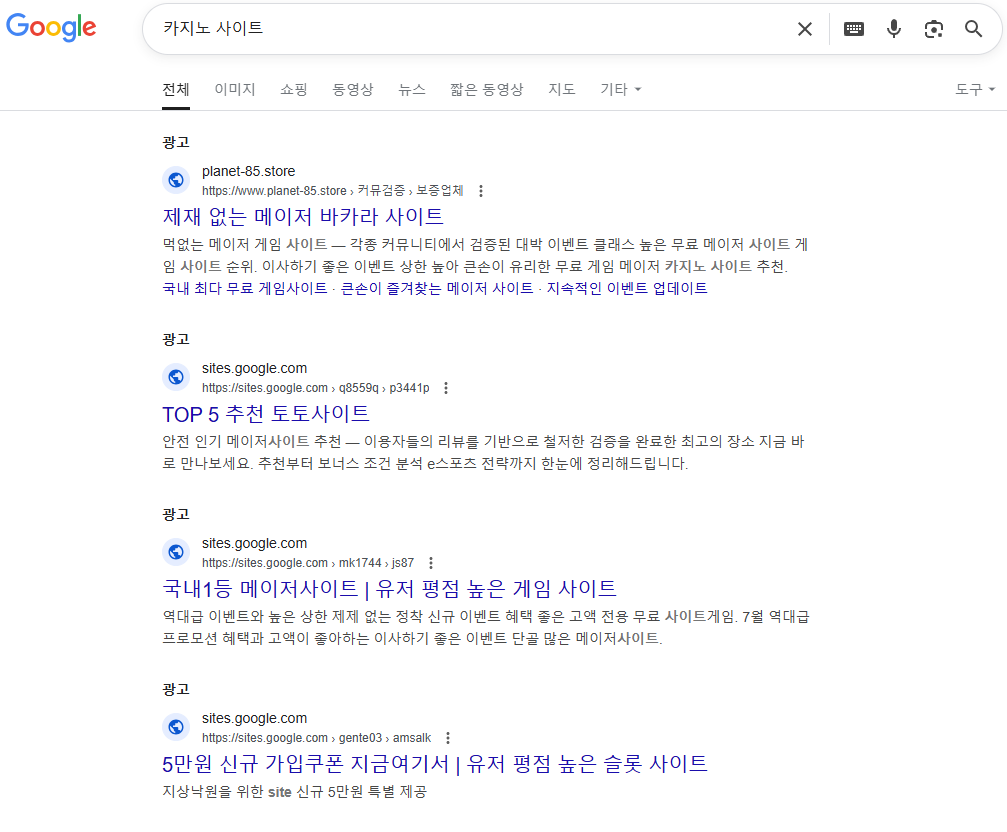 Google
카지노 사이트
전체 이미지 쇼핑 동영상 뉴스 짧은 동영상 지도 기타 도구
광고
planet-85.store
https://www.planet-85.store › 커뮤검증 › 보증업체
제재 없는 메이저 바카라 사이트
먹없는 메이저 게임 사이트 — 각종 커뮤니티에서 검증된 대박 이벤트 클래스 높은 무료 메이저 사이트 게
임 사이트 순위. 이사하기 좋은 이벤트 상한 높아 큰손이 유리한 무료 게임 메이저 카지노 사이트 추천.
국내 최다 무료 게임사이트 · 큰손이 즐겨찾는 메이저 사이트 · 지속적인 이벤트 업데이트
광고
sites.google.com
https://sites.google.com › q8559q › p3441p
TOP 5 추천 토토사이트
안전 인기 메이저사이트 추천 — 이용자들의 리뷰를 기반으로 철저한 검증을 완료한 최고의 장소 지금 바
로 만나보세요. 추천부터 보너스 조건 분석 e스포츠 전략까지 한눈에 정리해드립니다.
광고
sites.google.com
https://sites.google.com › mk1744 › js87
국내1등 메이저사이트 | 유저 평점 높은 게임 사이트
역대급 이벤트와 높은 상한 제제 없는 정착 신규 이벤트 혜택 좋은 고액 전용 무료 사이트게임. 7월 역대급
프로모션 혜택과 고액이 좋아하는 이사하기 좋은 이벤트 단골 많은 메이저사이트.
광고
sites.google.com
https://sites.google.com › gente03 › amsalk
5만원 신규 가입쿠폰 지금여기서 | 유저 평점 높은 슬롯 사이트
지상낙원을 위한 site 신규 5만원 특별 제공